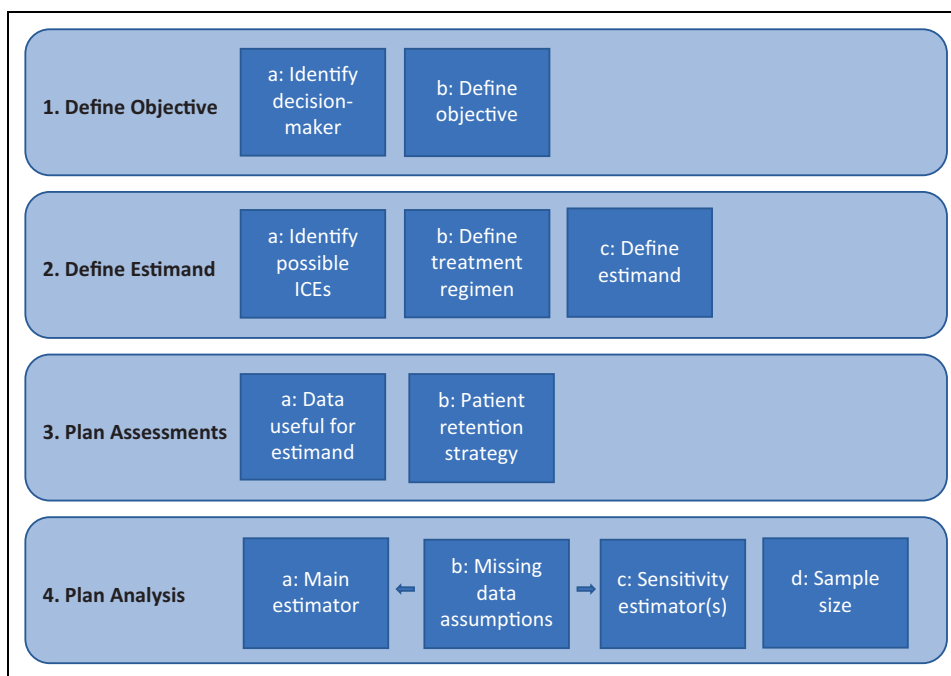 1. Define Objective
a: Identify
decision-
maker
b: Define
objective
2. Define Estimand
a: Identify
possible
ICEs
b: Define
treatment
regimen
c: Define
estimand
3. Plan Assessments
a: Data
useful for
estimand
b: Patient
retention
strategy
4. Plan Analysis
a: Main
estimator
b: Missing
data
assumptions
c: Sensitivity
estimator(s)
d: Sample
size